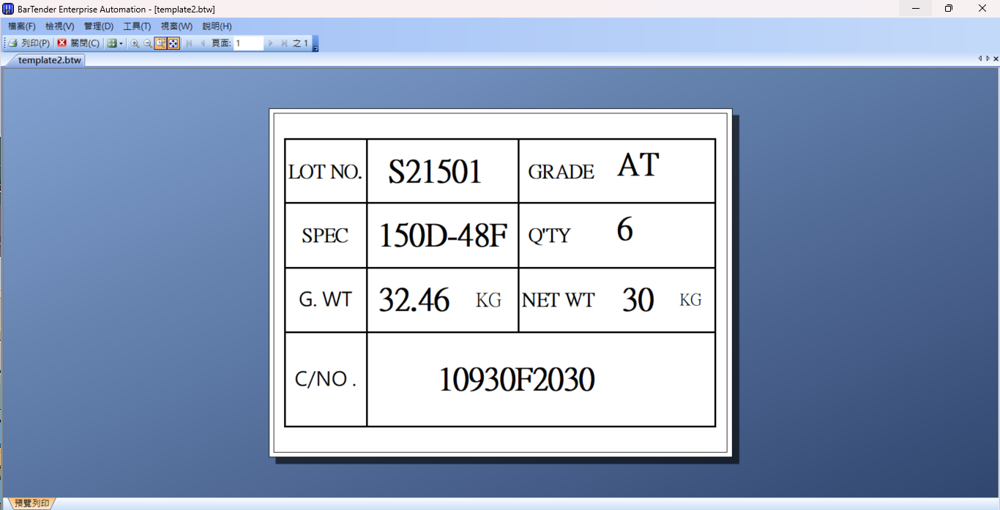 BarTender Enterprise Automation - [template2.btw]
檔案(F) 檢視(V) 管理(D) 工具(T) 視窗(W) 說明(H)
列印(P) 關閉(C) 頁面: 1 之 1
template2.btw
LOT NO. S21501 GRADE AT
SPEC 150D-48F Q'TY 6
G. WT 32.46 KG NET WT 30 KG
C/NO . 10930F2030
預覽列印